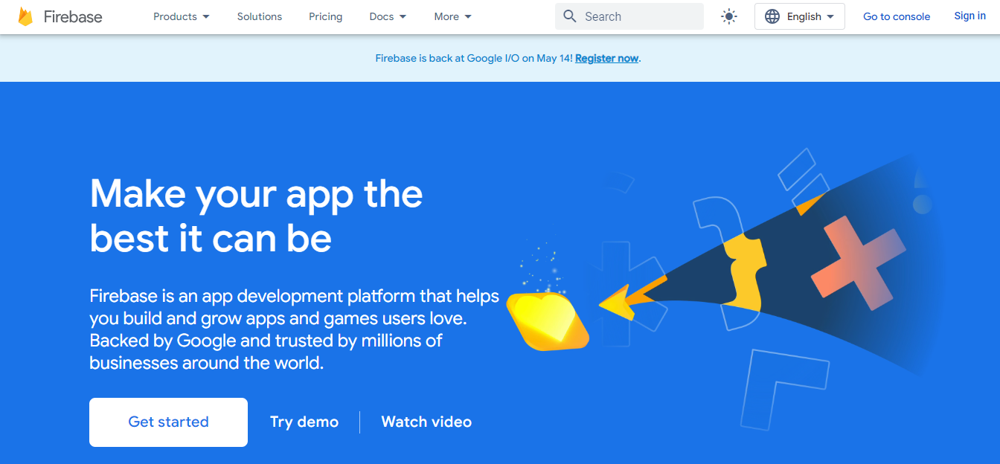 Firebase Products Solutions Pricing Docs More Search English Go to console Sign in
Firebase is back at Google I/O on May 14! Register now.
Make your app the
best it can be
Firebase is an app development platform that helps
you build and grow apps and games users love.
Backed by Google and trusted by millions of
businesses around the world.
Get started Try demo Watch video